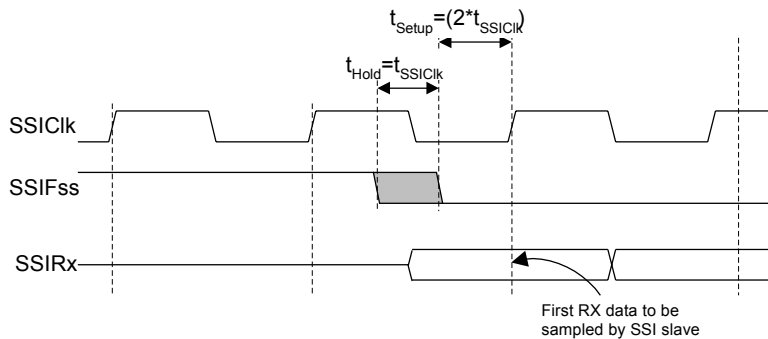 tSetup=(2*tSSIClk)
tHold=tSSIClk
SSIClk
SSIFss
SSIRx
First RX data to be
sampled by SSI slave